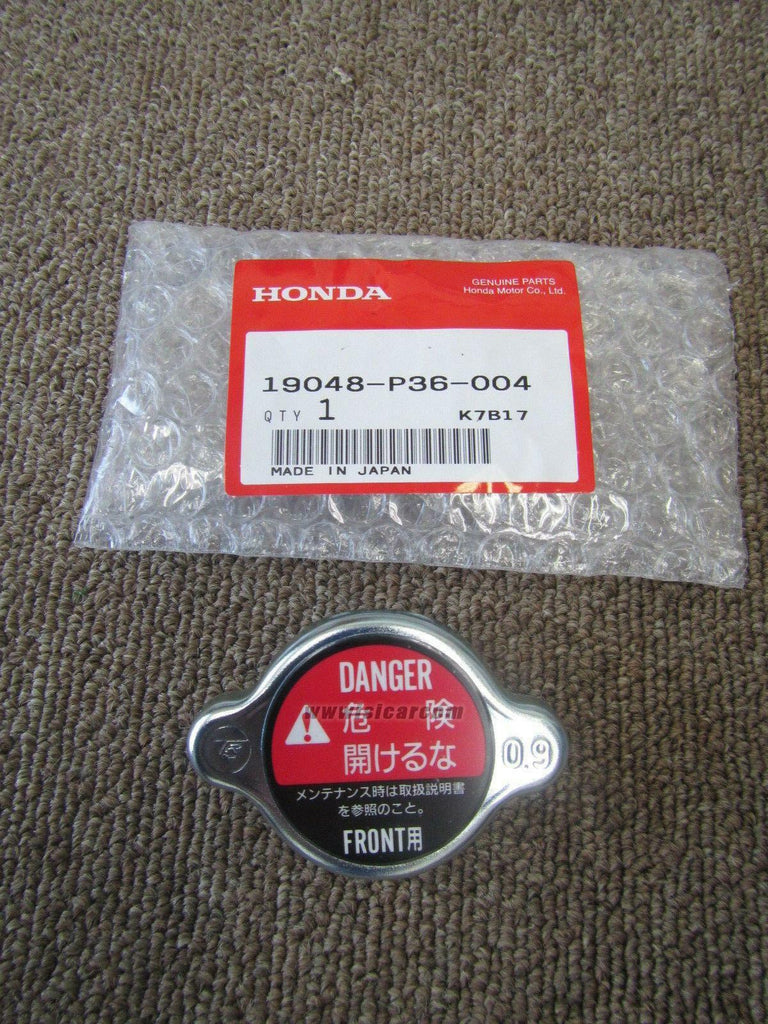 HONDA
GENUINE PARTS
Honda Motor Co., Ltd.
19048-P36-004
QTY 1
K7B17
MADE IN JAPAN
DANGER
危 険
開けるな
0.9
メンテナンス時は取扱説明書
を参照のこと。
FRONT用